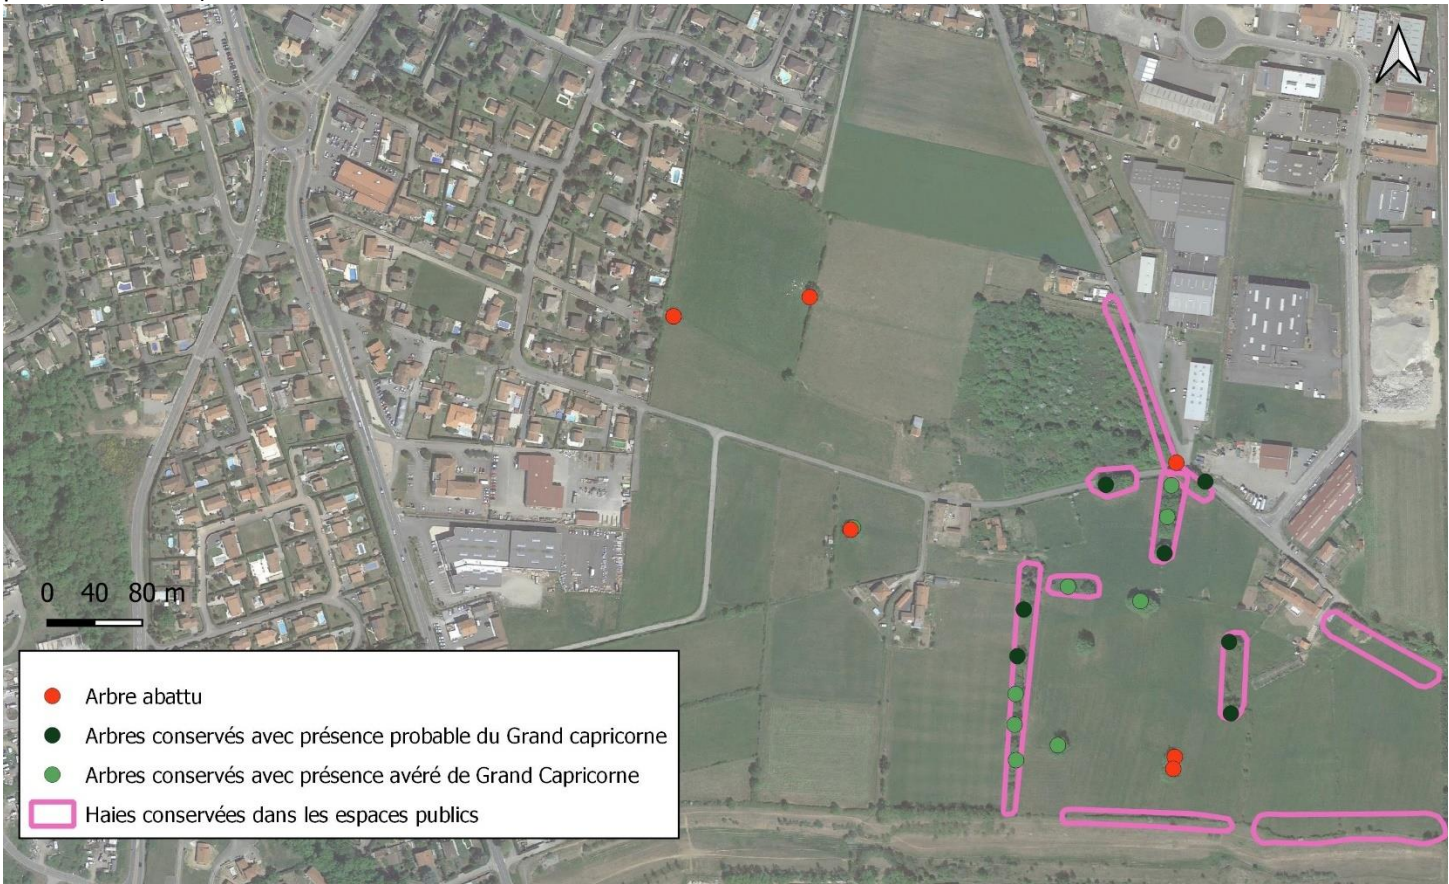 0 40 80 m
Arbre abattu
Arbres conservés avec présence probable du Grand capricorne
Arbres conservés avec présence avéré de Grand Capricorne
Haies conservées dans les espaces publics